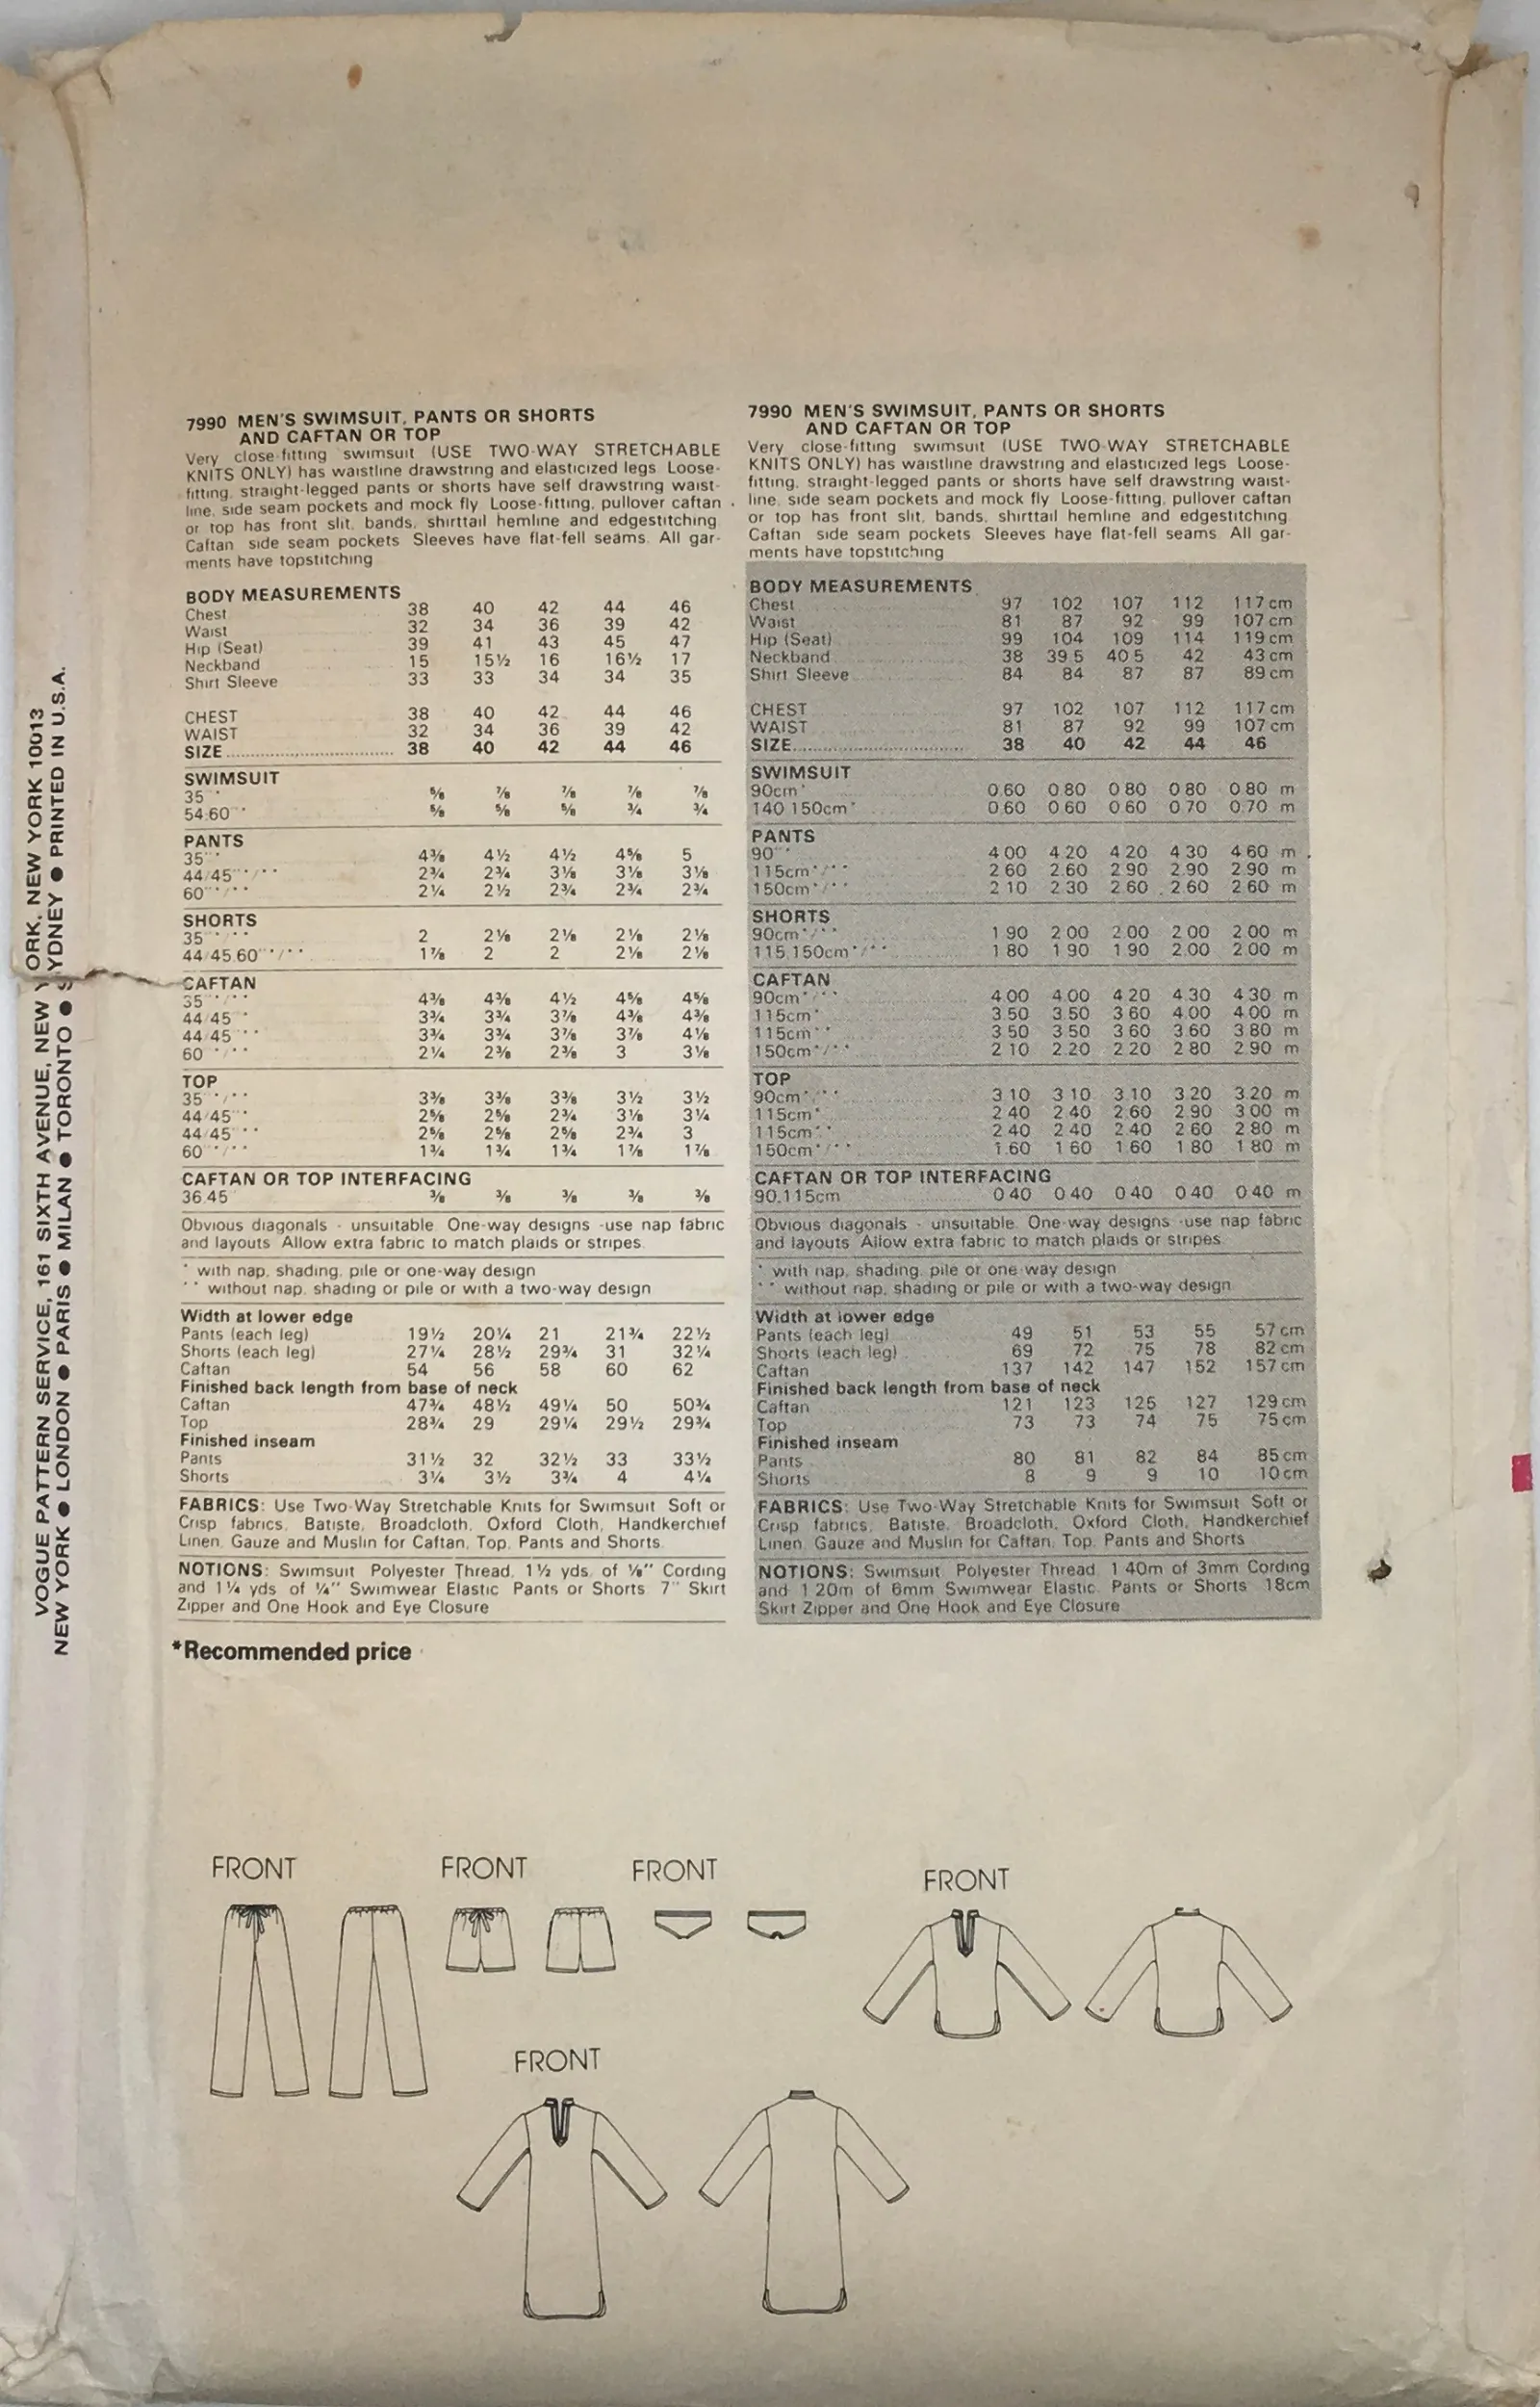 7990 MEN'S SWIMSUIT, PANTS OR SHORTS
AND CAFTAN OR TOP
Very close-fitting swimsuit (USE TWO-WAY STRETCHABLE
KNITS ONLY) has waistline drawstring and elasticized legs Loose-
fitting, straight-legged pants or shorts have self drawstring waist-
line, side seam pockets and mock fly Loose-fitting, pullover caftan
or top has front slit, bands, shirttail hemline and edgestitching
Caftan side seam pockets Sleeves have flat-fell seams. All gar-
ments have topstitching
BODY MEASUREMENTS
Chest 38 40 42 44 46
Waist 32 34 36 39 42
Hip (Seat) 39 41 43 45 47
Neckband 15 15½ 16 16½ 17
Shirt Sleeve 33 33 34 34 35
CHEST 38 40 42 44 46
WAIST 32 34 36 39 42
SIZE 38 40 42 44 46
SWIMSUIT
35"* ⅝ ⅞ ⅞ ⅞ ⅞
54.60"* ⅝ ⅝ ⅝ ¾ ¾
PANTS
35"** 4⅜ 4½ 4½ 4⅝ 5
44/45"*/** 2¾ 2¾ 3⅛ 3⅛ 3⅛
60"*/** 2¼ 2½ 2¾ 2¾ 2¾
SHORTS
35"*/** 2 2⅛ 2⅛ 2⅛ 2⅛
44/45.60"*/** 1⅞ 2 2 2⅛ 2⅛
CAFTAN
35"*/** 4⅜ 4⅜ 4½ 4⅝ 4⅝
44/45"* 3¾ 3¾ 3⅞ 4⅜ 4⅜
44/45"** 3¾ 3¾ 3⅞ 3⅞ 4⅛
60"*/** 2¼ 2⅜ 2⅜ 3 3⅛
TOP
35"*/** 3⅜ 3⅜ 3⅜ 3½ 3½
44/45"* 2⅝ 2⅝ 2¾ 3⅛ 3¼
44/45"** 2⅝ 2⅝ 2⅝ 2¾ 3
60"*/** 1¾ 1¾ 1¾ 1⅞ 1⅞
CAFTAN OR TOP INTERFACING
36.45" ⅜ ⅜ ⅜ ⅜ ⅜
Obvious diagonals - unsuitable. One-way designs -use nap fabric
and layouts Allow extra fabric to match plaids or stripes.
* with nap, shading, pile or one-way design
** without nap, shading or pile or with a two-way design
Width at lower edge
Pants (each leg) 19½ 20¼ 21 21¾ 22½
Shorts (each leg) 27¼ 28½ 29¾ 31 32¼
Caftan 54 56 58 60 62
Finished back length from base of neck
Caftan 47¾ 48½ 49¼ 50 50¾
Top 28¾ 29 29¼ 29½ 29¾
Finished inseam
Pants 31½ 32 32½ 33 33½
Shorts 3¼ 3½ 3¾ 4 4¼
FABRICS: Use Two-Way Stretchable Knits for Swimsuit Soft or
Crisp fabrics, Batiste, Broadcloth, Oxford Cloth, Handkerchief
Linen, Gauze and Muslin for Caftan, Top, Pants and Shorts
NOTIONS: Swimsuit Polyester Thread, 1½ yds. of ⅛" Cording
and 1¼ yds of ¼" Swimwear Elastic Pants or Shorts 7" Skirt
Zipper and One Hook and Eye Closure
*Recommended price
7990 MEN'S SWIMSUIT, PANTS OR SHORTS
AND CAFTAN OR TOP
Very close-fitting swimsuit (USE TWO-WAY STRETCHABLE
KNITS ONLY) has waistline drawstring and elasticized legs Loose-
fitting, straight-legged pants or shorts have self drawstring waist-
line, side seam pockets and mock fly Loose-fitting, pullover caftan
or top has front slit, bands, shirttail hemline and edgestitching
Caftan side seam pockets Sleeves have flat-fell seams. All gar-
ments have topstitching
BODY MEASUREMENTS
Chest 97 102 107 112 117 cm
Waist 81 87 92 99 107 cm
Hip (Seat) 99 104 109 114 119 cm
Neckband 38 39.5 40.5 42 43 cm
Shirt Sleeve 84 84 87 87 89 cm
CHEST 97 102 107 112 117 cm
WAIST 81 87 92 99 107 cm
SIZE 38 40 42 44 46
SWIMSUIT
90cm* 0.60 0.80 0.80 0.80 0.80 m
140.150cm* 0.60 0.60 0.60 0.70 0.70 m
PANTS
90"** 4.00 4.20 4.20 4.30 4.60 m
115cm*/** 2.60 2.60 2.90 2.90 2.90 m
150cm*/** 2.10 2.30 2.60 2.60 2.60 m
SHORTS
90cm*/** 1.90 2.00 2.00 2.00 2.00 m
115.150cm*/** 1.80 1.90 1.90 2.00 2.00 m
CAFTAN
90cm*/** 4.00 4.00 4.20 4.30 4.30 m
115cm* 3.50 3.50 3.60 4.00 4.00 m
115cm** 3.50 3.50 3.60 3.60 3.80 m
150cm*/** 2.10 2.20 2.20 2.80 2.90 m
TOP
90cm*/** 3.10 3.10 3.10 3.20 3.20 m
115cm* 2.40 2.40 2.60 2.90 3.00 m
115cm** 2.40 2.40 2.40 2.60 2.80 m
150cm*/** 1.60 1.60 1.60 1.80 1.80 m
CAFTAN OR TOP INTERFACING
90.115cm 0.40 0.40 0.40 0.40 0.40 m
Obvious diagonals - unsuitable. One-way designs -use nap fabric
and layouts Allow extra fabric to match plaids or stripes.
* with nap, shading, pile or one-way design
** without nap, shading or pile or with a two-way design
Width at lower edge
Pants (each leg) 49 51 53 55 57 cm
Shorts (each leg) 69 72 75 78 82 cm
Caftan 137 142 147 152 157 cm
Finished back length from base of neck
Caftan 121 123 125 127 129 cm
Top 73 73 74 75 75 cm
Finished inseam
Pants 80 81 82 84 85 cm
Shorts 8 9 9 10 10 cm
FABRICS: Use Two-Way Stretchable Knits for Swimsuit Soft or
Crisp fabrics, Batiste, Broadcloth, Oxford Cloth, Handkerchief
Linen, Gauze and Muslin for Caftan, Top, Pants and Shorts
NOTIONS: Swimsuit Polyester Thread 1.40m of 3mm Cording
and 1.20m of 6mm Swimwear Elastic. Pants or Shorts 18cm
Skirt Zipper and One Hook and Eye Closure
VOGUE PATTERN SERVICE, 161 SIXTH AVENUE, NEW YORK, NEW YORK 10013
NEW YORK ● LONDON ● PARIS ● MILAN ● TORONTO ● SYDNEY ● PRINTED IN U.S.A.
FRONT
FRONT
FRONT
FRONT
FRONT